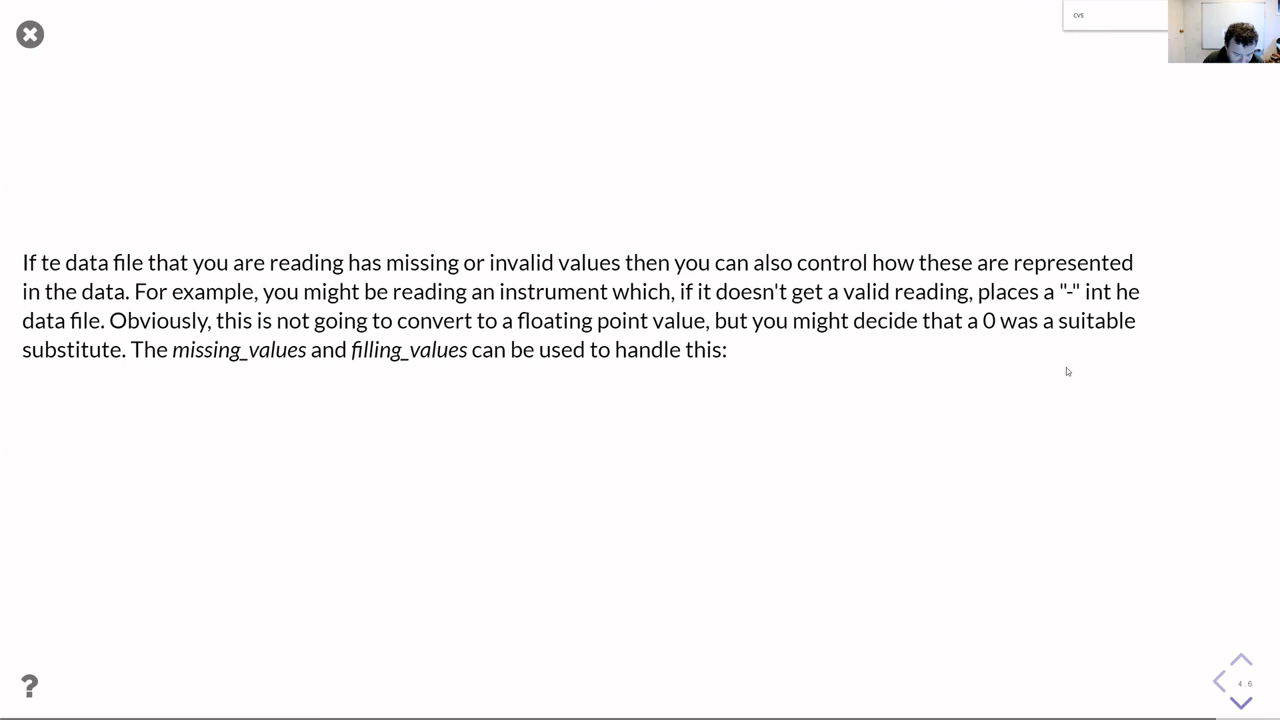 cvs
If te data file that you are reading has missing or invalid values then you can also control how these are represented
in the data. For example, you might be reading an instrument which, if it doesn't get a valid reading, places a "-" int he
data file. Obviously, this is not going to convert to a floating point value, but you might decide that a 0 was a suitable
substitute. The missing_values and filling_values can be used to handle this:
?
4.6